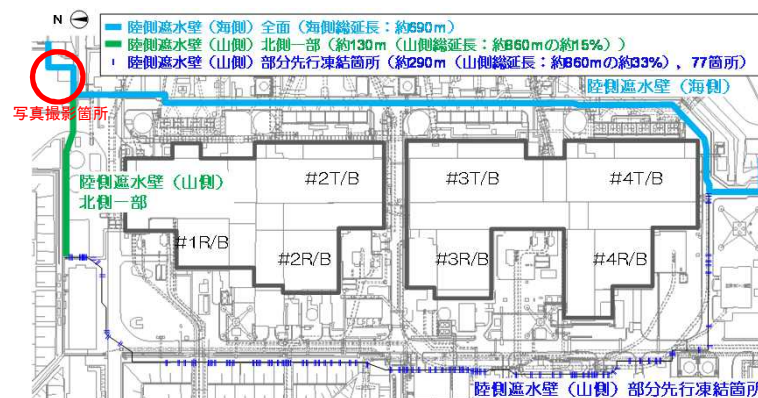 N
陸側遮水壁（海側）全面（海側総延長：約690m）
陸側遮水壁（山側）北側一部（約130m（山側総延長：約860mの約15%））
陸側遮水壁（山側）部分先行凍結箇所（約290m（山側総延長：約860mの約33%），77箇所）
陸側遮水壁（海側）
写真撮影箇所
陸側遮水壁（山側）
北側一部
#2T/B
#3T/B
#4T/B
#1R/B
#2R/B
#3R/B
#4R/B
陸側遮水壁（山側）部分先行凍結箇所